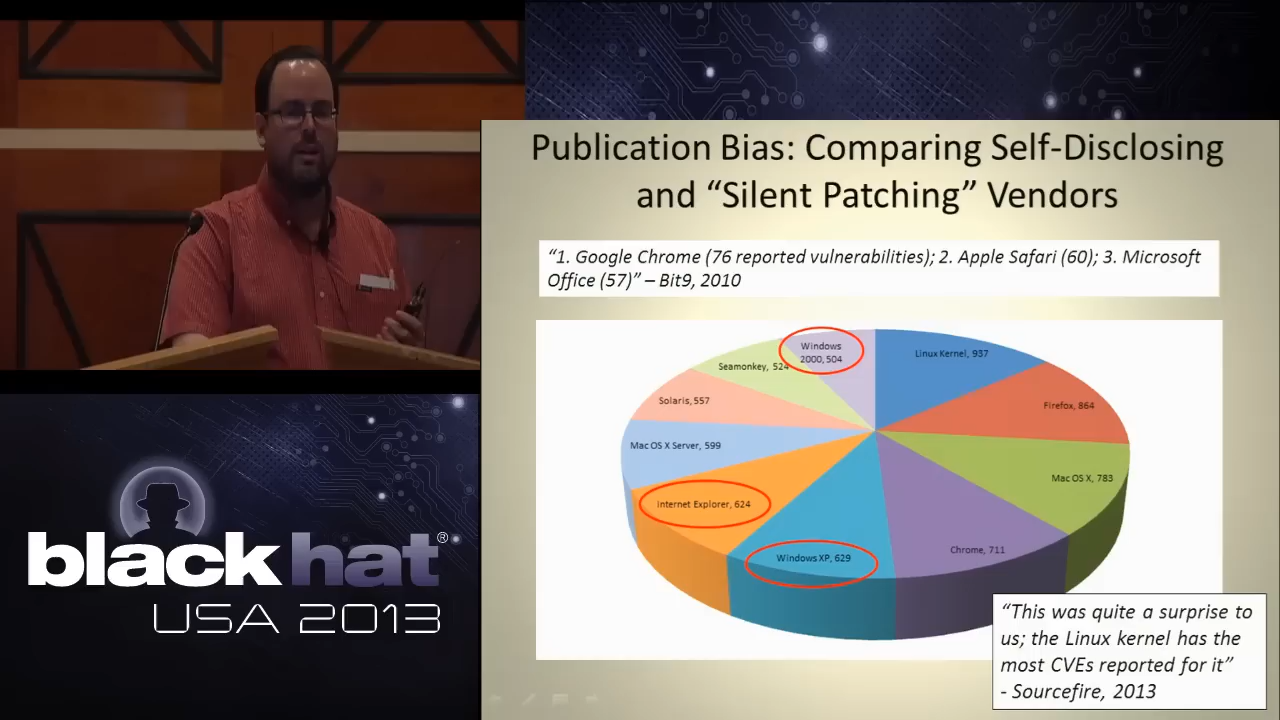 Publication Bias: Comparing Self-Disclosing
and “Silent Patching” Vendors
“1. Google Chrome (76 reported vulnerabilities); 2. Apple Safari (60); 3. Microsoft
Office (57)” – Bit9, 2010
Windows
2000, 504
Linux Kernel, 937
Seamonkey, 524
Solaris, 557
Firefox, 864
Mac OS X Server, 599
Mac OS X, 783
Internet Explorer, 624
Windows XP, 629
Chrome, 711
“This was quite a surprise to
us; the Linux kernel has the
most CVEs reported for it”
- Sourcefire, 2013
blackhat®
USA 2013